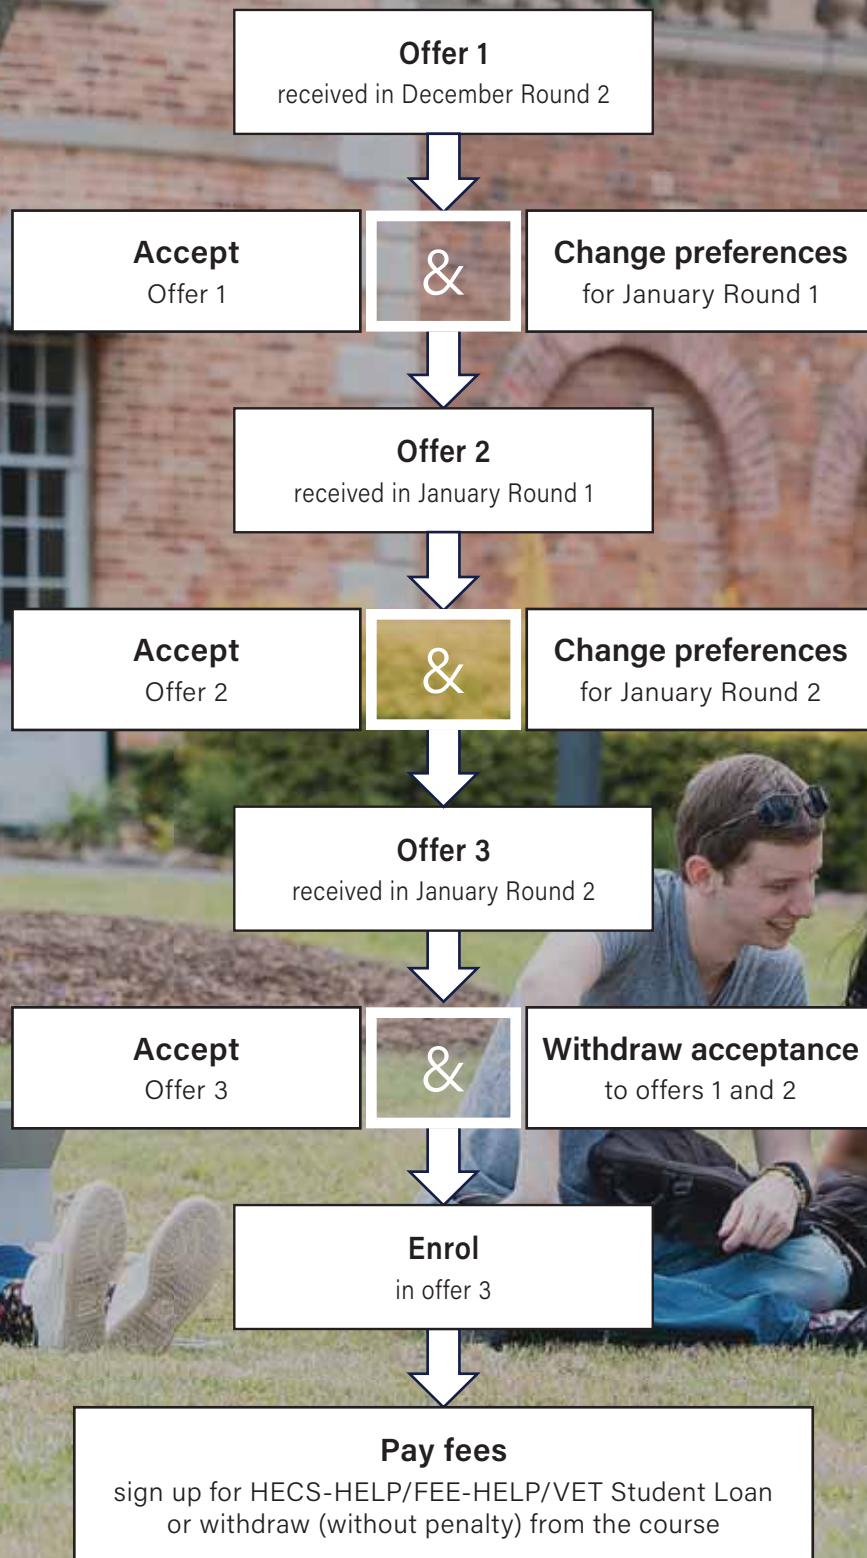 Offer 1
received in December Round 2
Accept
Offer 1
&
Change preferences
for January Round 1
Offer 2
received in January Round 1
Accept
Offer 2
&
Change preferences
for January Round 2
Offer 3
received in January Round 2
Accept
Offer 3
&
Withdraw acceptance
to offers 1 and 2
Enrol
in offer 3
Pay fees
sign up for HECS-HELP/FEE-HELP/VET Student Loan
or withdraw (without penalty) from the course